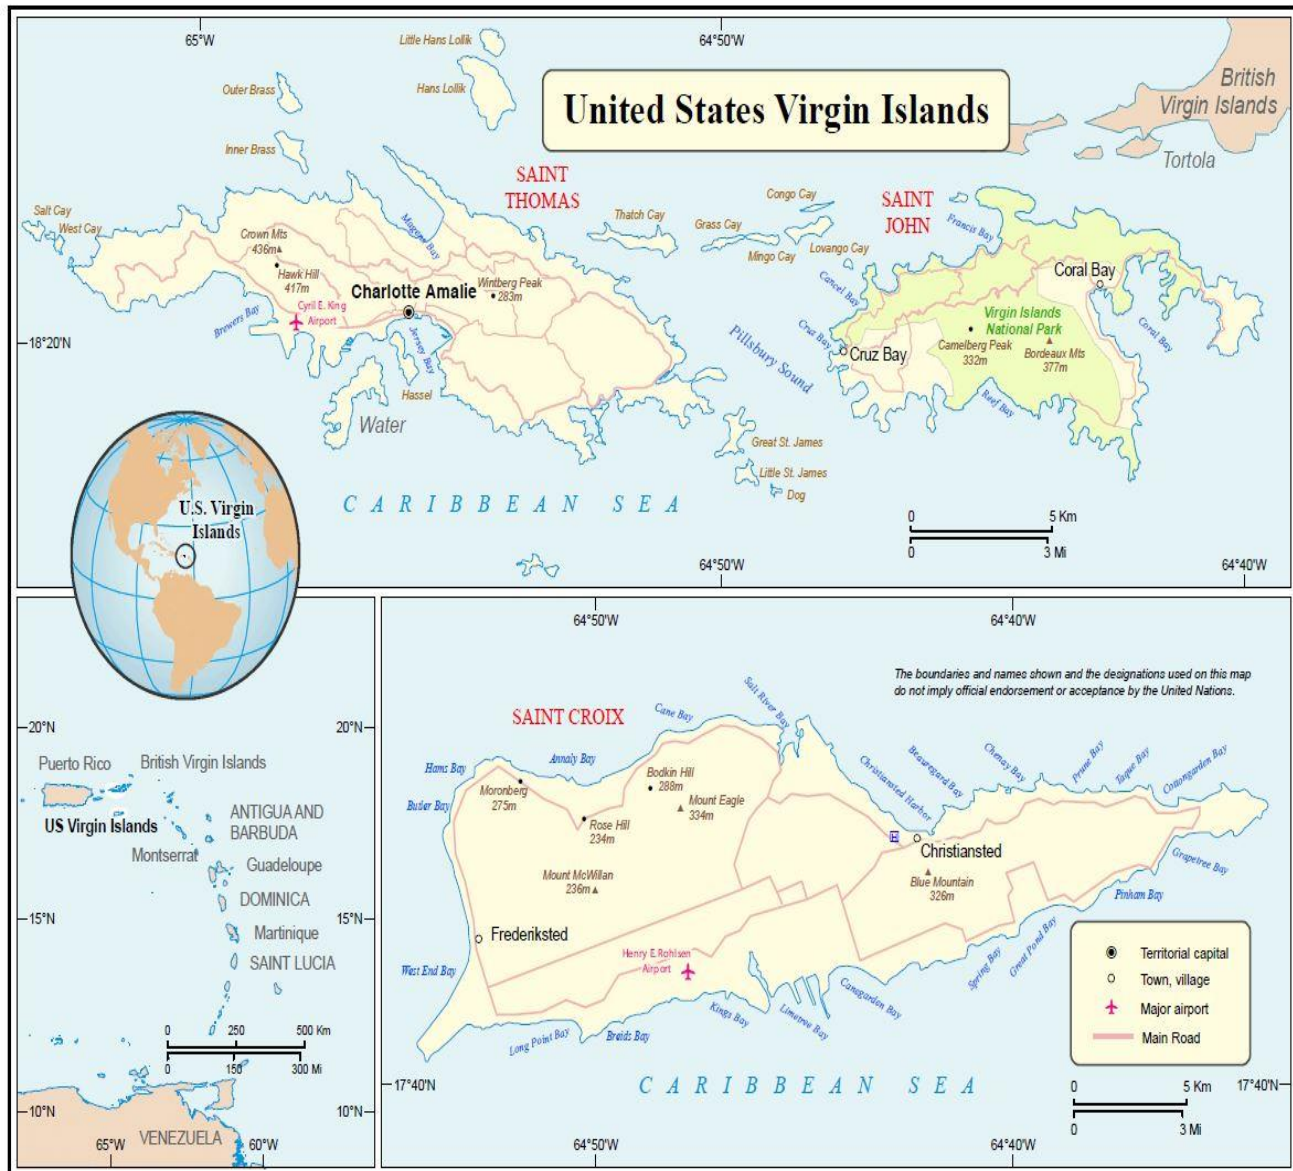 65°W
64°50'W
Little Hans Lollik
Hans Lollik
Outer Brass
Inner Brass
United States Virgin Islands
British
Virgin Islands
Tortola
SAINT
THOMAS
SAINT
JOHN
Salt Cay
West Cay
Crown Mts
436m
Hawk Hill
417m
Magens Bay
Thatch Cay
Grass Cay
Congo Cay
Mingo Cay
Lovango Cay
Francis Bay
Cancel Bay
Coral Bay
Wintberg Peak
283m
Charlotte Amalie
Cyril E. King
Airport
Brewers Bay
Jersey Bay
Hassel
Water
18°20'
Pillsbury Sound
Cruz Bay
Cruz Bay
Virgin Islands
National Park
Camelberg Peak
332m
Bordeaux Mts
377m
Coral Bay
Reef Bay
Great St. James
Little St. James
Dog
CARIBBEAN SEA
0 5 Km
0 3 Mi
64°50'W
64°40'W
U.S. Virgin
Islands
20°N
20°N
Puerto Rico
British Virgin Islands
US Virgin Islands
ANTIGUA AND
BARBUDA
Montserrat
Guadeloupe
DOMINICA
15°N
15°N
Martinique
SAINT LUCIA
0 250 500 Km
0 150 300 Mi
10°N
10°N
VENEZUELA
65°W
60°W
64°50'W
64°40'W
The boundaries and names shown and the designations used on this map
do not imply official endorsement or acceptance by the United Nations.
SAINT CROIX
Cane Bay
Salt River Bay
Hams Bay
Annaly Bay
Butler Bay
Moronberg
275m
Bodkin Hill
288m
Mount Eagle
334m
Rose Hill
234m
Christiansted Harbor
Beauregard Bay
Chenay Bay
Prune Bay
Teague Bay
Cottongarden Bay
H
Christiansted
Mount McWillan
236m
Blue Mountain
326m
Grapetree Bay
Pinham Bay
Frederiksted
Henry E.Rohlsen
Airport
West End Bay
Spring Bay
Great Pond Bay
Canegarden Bay
Limetree Bay
Kings Bay
Breids Bay
Long Point Bay
Territorial capital
Town, village
Major airport
Main Road
17°40'N
CARIBBEAN SEA
0 5 Km
0 3 Mi
17°40'N
64°50'W
64°40'W